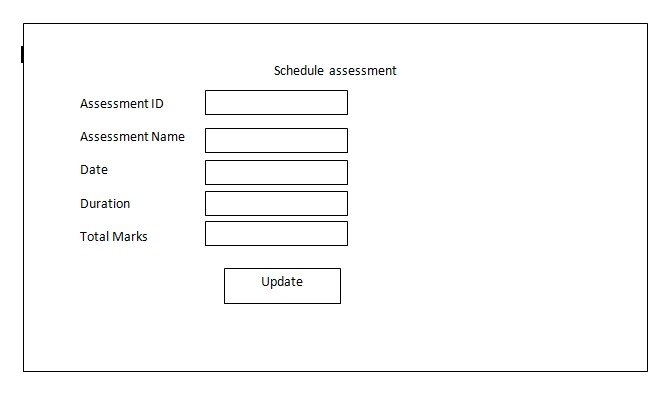 Schedule assessment
Assessment ID
Assessment Name
Date
Duration
Total Marks
Update